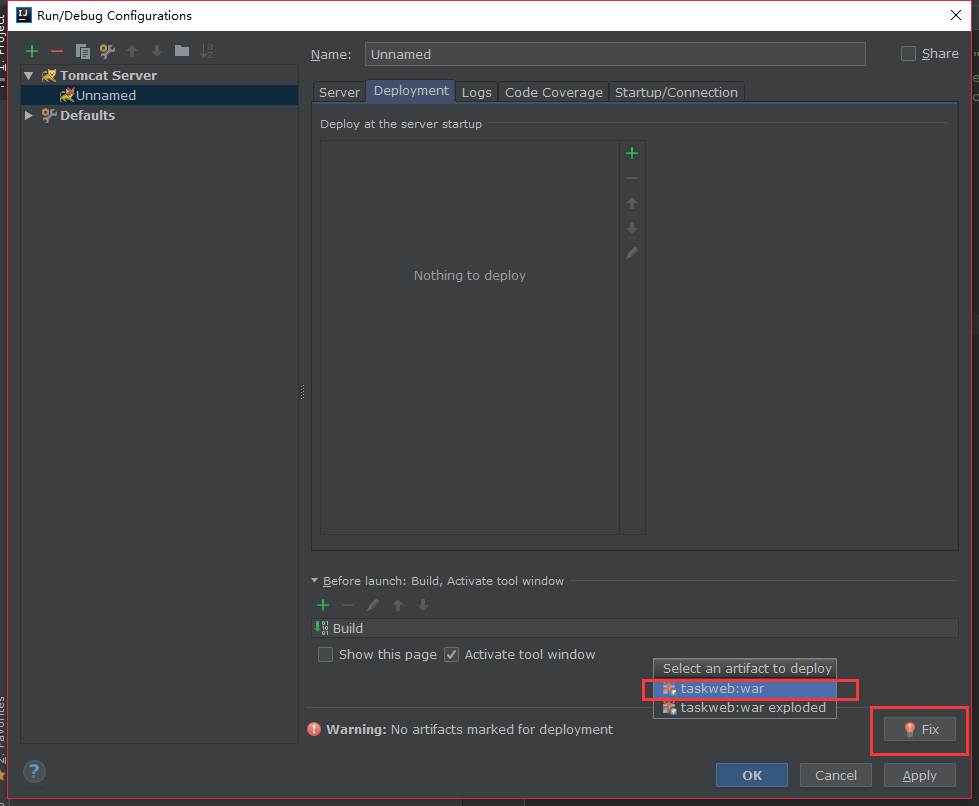 Run/Debug Configurations
Name: Unnamed Share
Tomcat Server
Unnamed
Defaults
Server Deployment Logs Code Coverage Startup/Connection
Deploy at the server startup
Nothing to deploy
Before launch: Build, Activate tool window
Build
Show this page Activate tool window
Select an artifact to deploy
taskweb:war
taskweb:war exploded
Warning: No artifacts marked for deployment
Fix
?
OK Cancel Apply